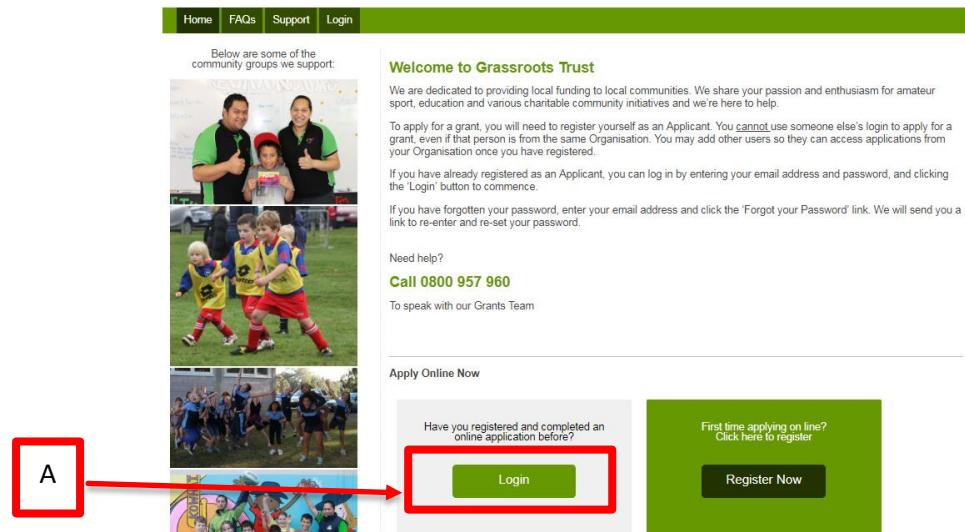 Home FAQs Support Login
Below are some of the
community groups we support:
Welcome to Grassroots Trust
We are dedicated to providing local funding to local communities. We share your passion and enthusiasm for amateur
sport, education and various charitable community initiatives and we're here to help.
To apply for a grant, you will need to register yourself as an Applicant. You cannot use someone else's login to apply for a
grant, even if that person is from the same Organisation. You may add other users so they can access applications from
your Organisation once you have registered.
If you have already registered as an Applicant, you can log in by entering your email address and password, and clicking
the 'Login' button to commence.
If you have forgotten your password, enter your email address and click the 'Forgot your Password' link. We will send you a
link to re-enter and re-set your password.
Need help?
Call 0800 957 960
To speak with our Grants Team
Apply Online Now
Have you registered and completed an
online application before?
Login
First time applying on line?
Click here to register
Register Now
A